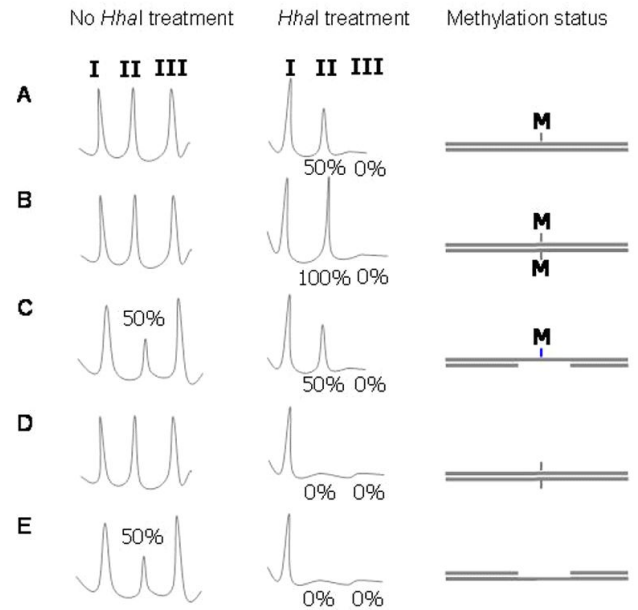 No HhaI treatment HhaI treatment Methylation status
I II III I II III
A
M
50% 0%
B
M
M
100% 0%
C
50%
M
50% 0%
D
0% 0%
E
50%
0% 0%